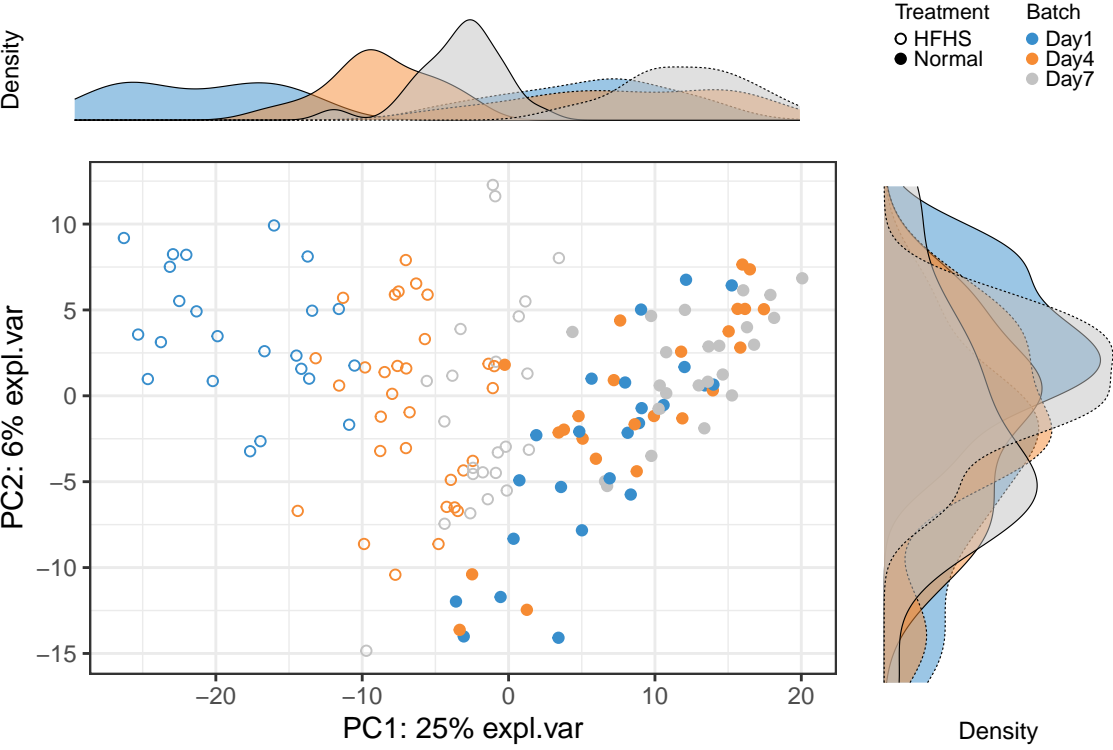 Density
Treatment
HFHS
Normal
Batch
Day1
Day4
Day7
10
5
0
−5
−10
−15
PC2: 6% expl.var
−20
−10
0
10
20
PC1: 25% expl.var
Density